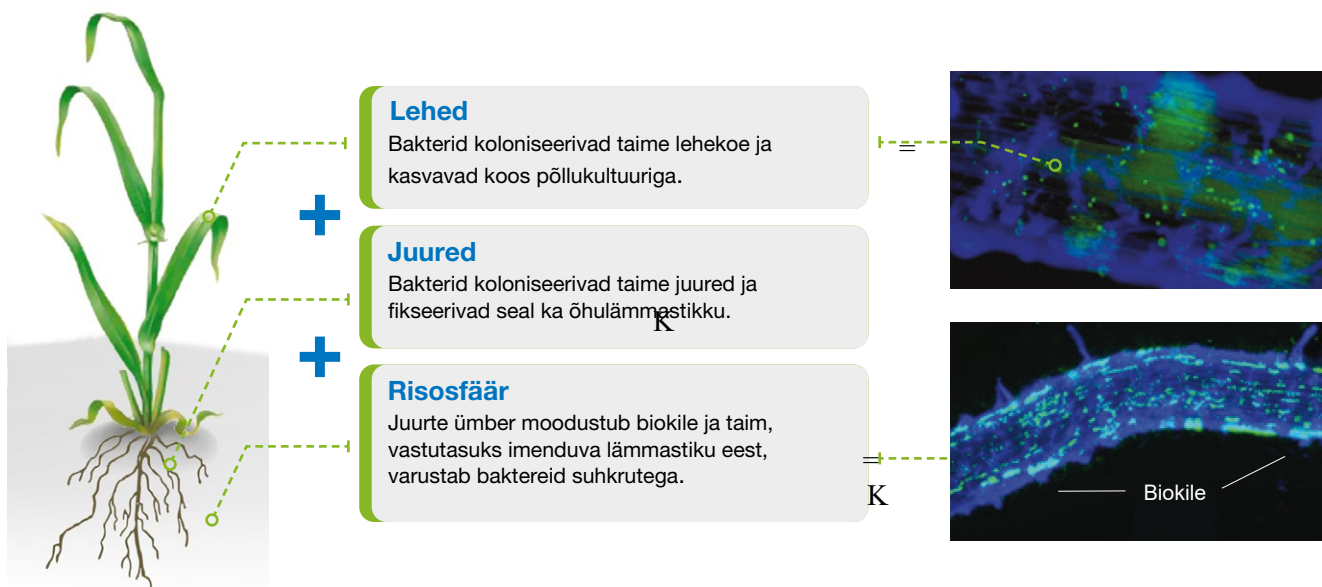 Lehed
Bakterid koloniseerivad taime lehekoe ja
kasvavad koos põllukultuuriga.
=
Juured
Bakterid koloniseerivad taime juured ja
fikseerivad seal ka õhulämmastikku.
K
Risosfäär
Juurte ümber moodustub biokile ja taim,
vastutasuks imenduva lämmastiku eest,
varustab baktereid suhkrutega.
=
K
Biokile